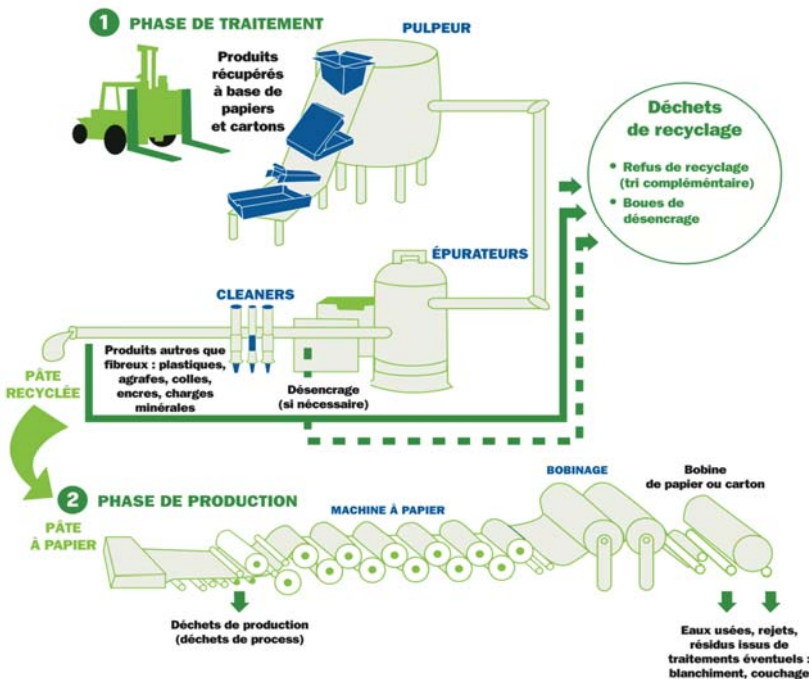 1 PHASE DE TRAITEMENT
Produits
récupérés
à base de
papiers
et cartons
PULPEUR
Déchets
de recyclage
• Refus de recyclage
(tri compléméntaire)
• Boues de
désencrage
ÉPURATEURS
CLEANERS
Produits autres que
fibreux : plastiques,
agrafes, colles,
encres, charges
minérales
Désencrage
(si nécessaire)
PÂTE
RECYCLÉE
2 PHASE DE PRODUCTION
PÂTE
À PAPIER
MACHINE À PAPIER
BOBINAGE
Bobine
de papier ou carton
Déchets de production
(déchets de process)
Eaux usées, rejets,
résidus issus de
traitements éventuels :
blanchiment, couchage